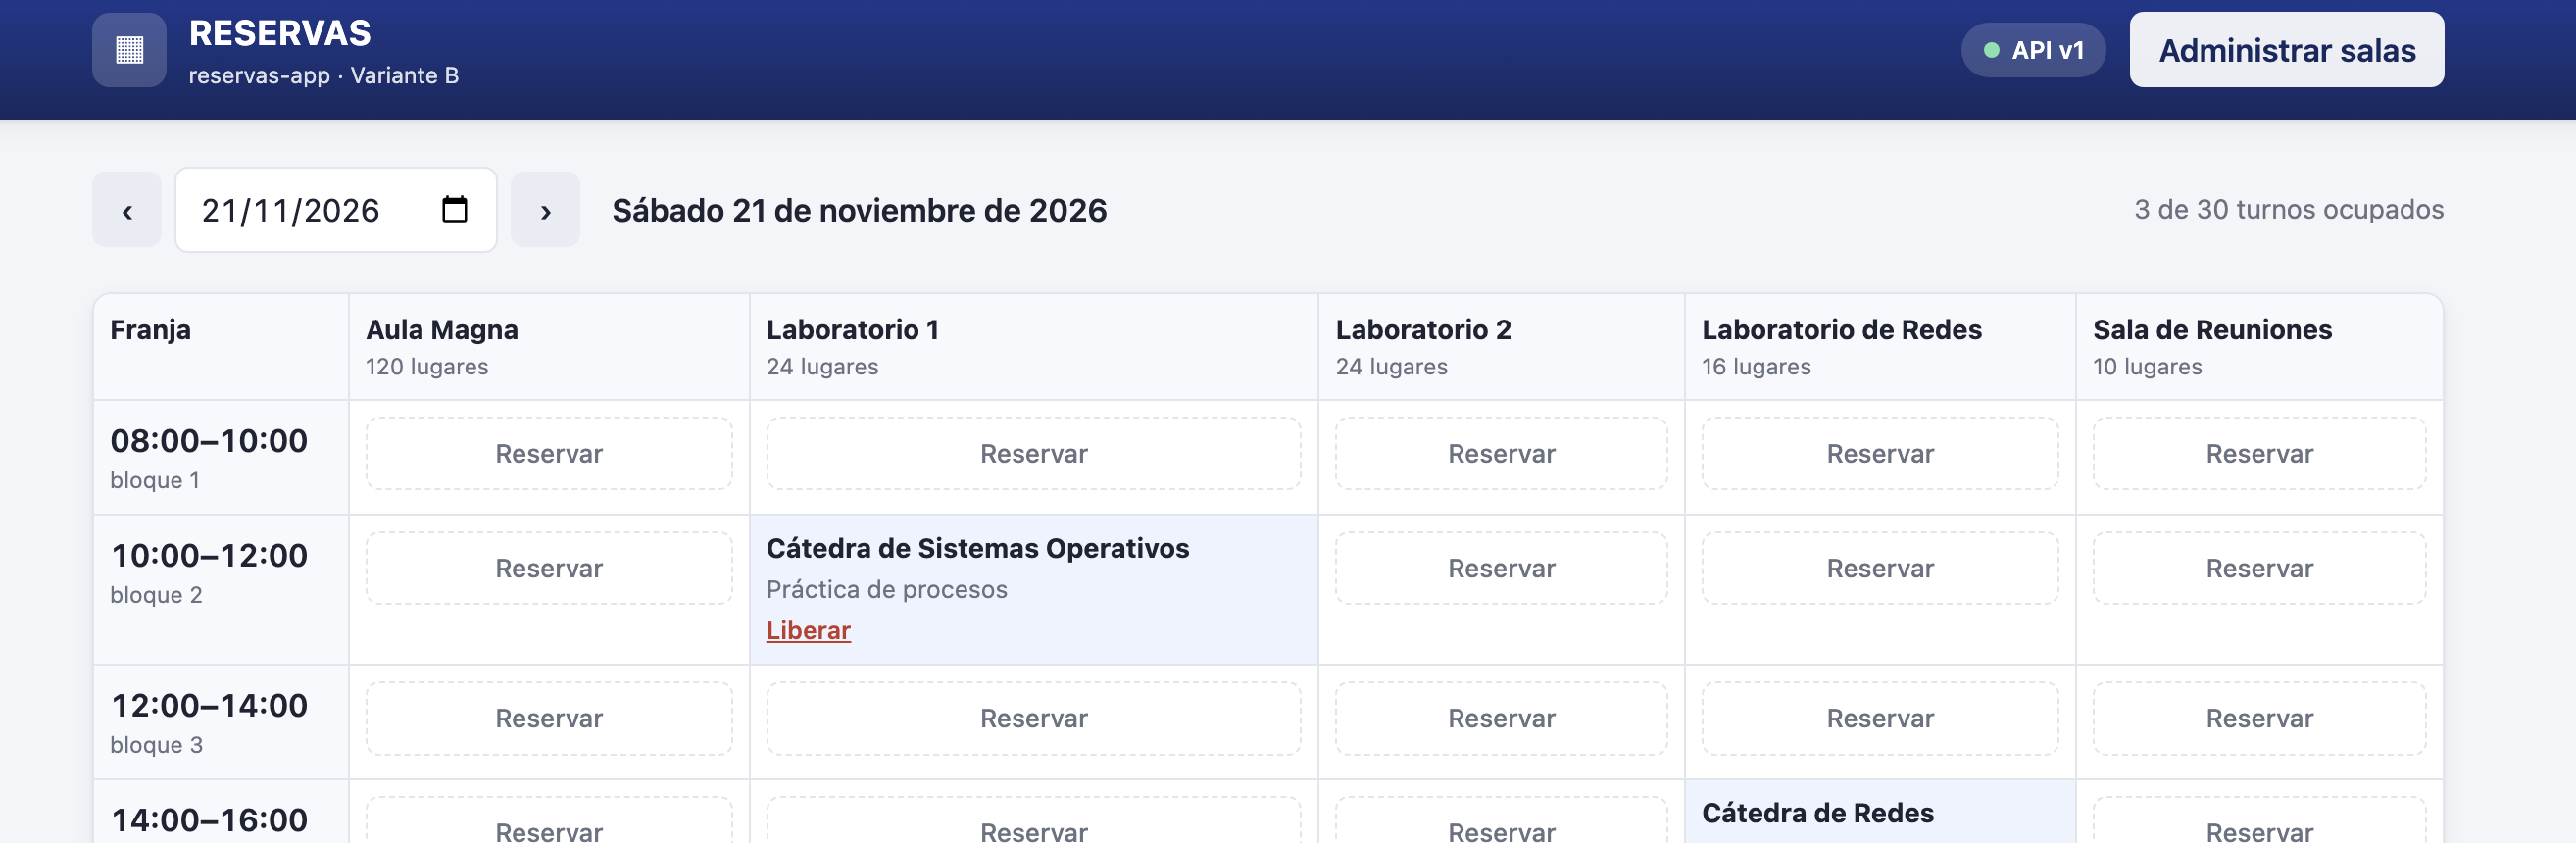 RESERVAS
reservas-app · Variante B
API v1
Administrar salas
‹
21/11/2026
›
Sábado 21 de noviembre de 2026
3 de 30 turnos ocupados
Franja
Aula Magna
120 lugares
Laboratorio 1
24 lugares
Laboratorio 2
24 lugares
Laboratorio de Redes
16 lugares
Sala de Reuniones
10 lugares
08:00–10:00
bloque 1
Reservar
Reservar
Reservar
Reservar
Reservar
10:00–12:00
bloque 2
Reservar
Cátedra de Sistemas Operativos
Práctica de procesos
Liberar
Reservar
Reservar
Reservar
12:00–14:00
bloque 3
Reservar
Reservar
Reservar
Reservar
Reservar
14:00–16:00
Reservar
Reservar
Reservar
Cátedra de Redes
Reservar